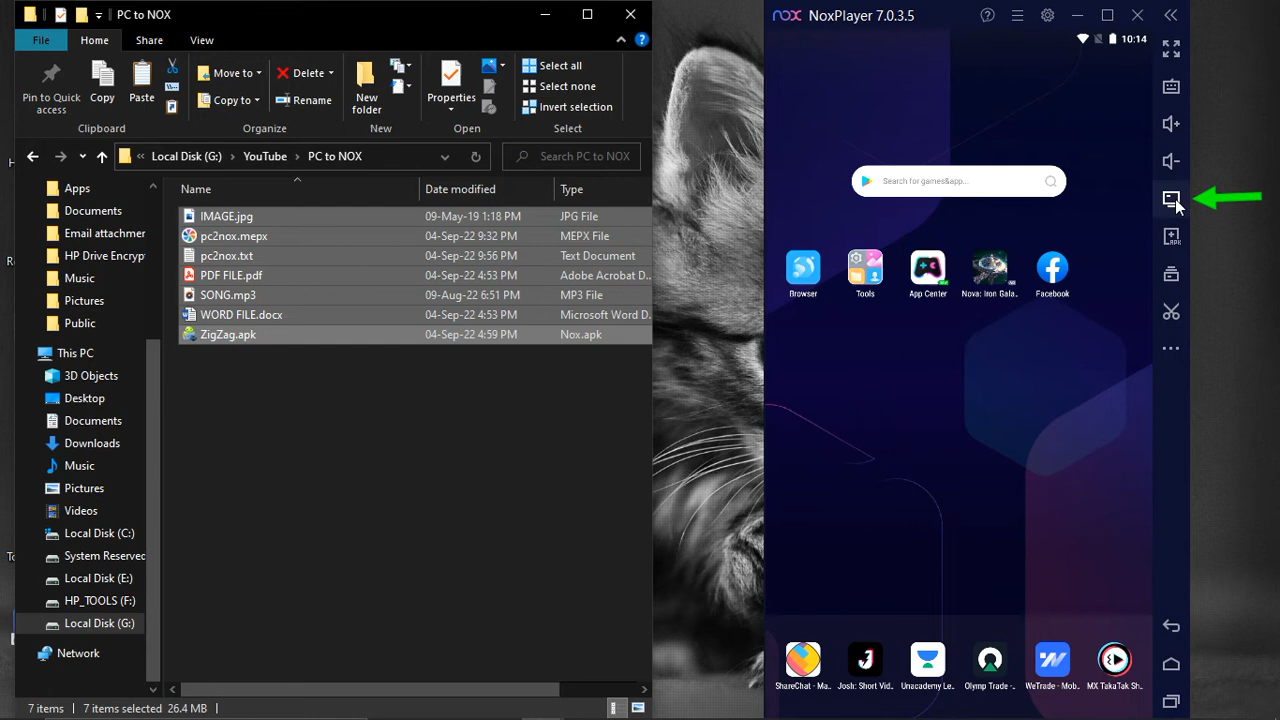 PC to NOX
File Home Share View
Pin to Quick access
Copy
Paste
Clipboard
Move to
Copy to
Delete
Rename
Organize
New folder
New
Properties
Open
Select all
Select none
Invert selection
Select
Local Disk (G:) YouTube PC to NOX
Search PC to NOX
Apps
Documents
Email attachmer
HP Drive Encryp
Music
Pictures
Public
This PC
3D Objects
Desktop
Documents
Downloads
Music
Pictures
Videos
Local Disk (C:)
System Reserved
Local Disk (E:)
HP_TOOLS (F:)
Local Disk (G:)
Network
Name Date modified Type
IMAGE.jpg 09-May-19 1:18 PM JPG File
pc2nox.mepx 04-Sep-22 9:32 PM MEPX File
pc2nox.txt 04-Sep-22 9:56 PM Text Document
PDF FILE.pdf 04-Sep-22 4:53 PM Adobe Acrobat D...
SONG.mp3 09-Aug-22 6:51 PM MP3 File
WORD FILE.docx 04-Sep-22 4:53 PM Microsoft Word D...
ZigZag.apk 04-Sep-22 4:59 PM Nox.apk
7 items 7 items selected 26.4 MB
nox NoxPlayer 7.0.3.5
10:14
Search for games&app...
Browser
Tools
App Center
Nova: Iron Gala..
Facebook
ShareChat - Ma..
Josh: Short Vid..
Unacademy Le..
Olymp Trade -..
WeTrade - Mob..
MX TakaTak Sh..
APK